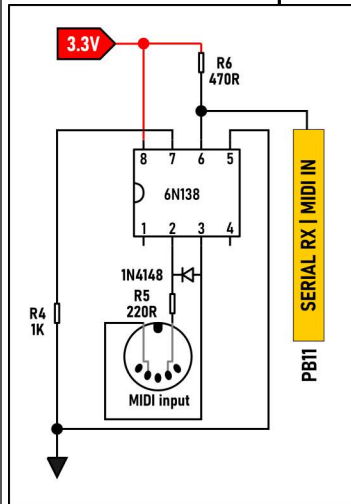 3.3V
R6
470R
8 7 6 5
6N138
1 2 3 4
1N4148
R5
220R
R4
1K
MIDI input
SERIAL RX | MIDI IN
PB11